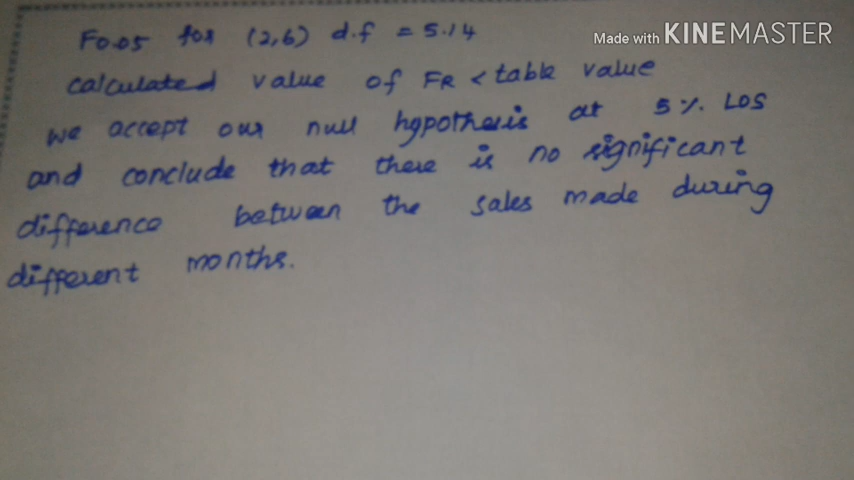 Made with KINEMASTER
F0.05 for (2,6) d.f = 5.14
calculated value of FR < table value
we accept our null hypothesis at 5% LOS
and conclude that there is no significant
difference between the sales made during
different months.